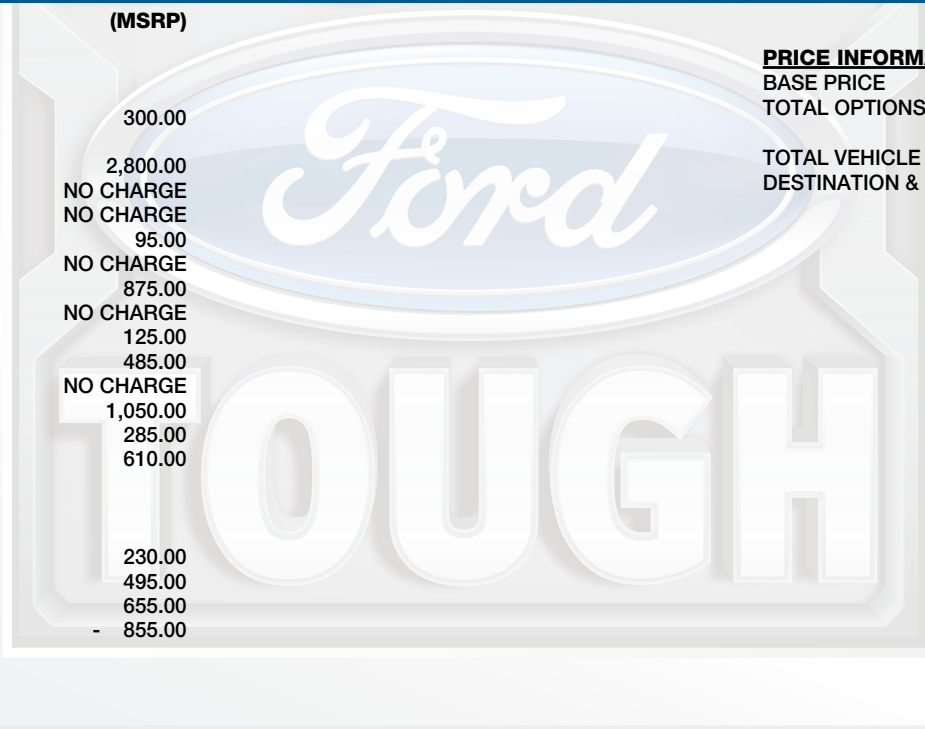 (MSRP)
300.00
2,800.00
NO CHARGE
NO CHARGE
95.00
NO CHARGE
875.00
NO CHARGE
125.00
485.00
NO CHARGE
1,050.00
285.00
610.00
230.00
495.00
655.00
- 855.00
PRICE INFORMA
BASE PRICE
TOTAL OPTIONS
TOTAL VEHICLE
DESTINATION &
Ford
TOUGH